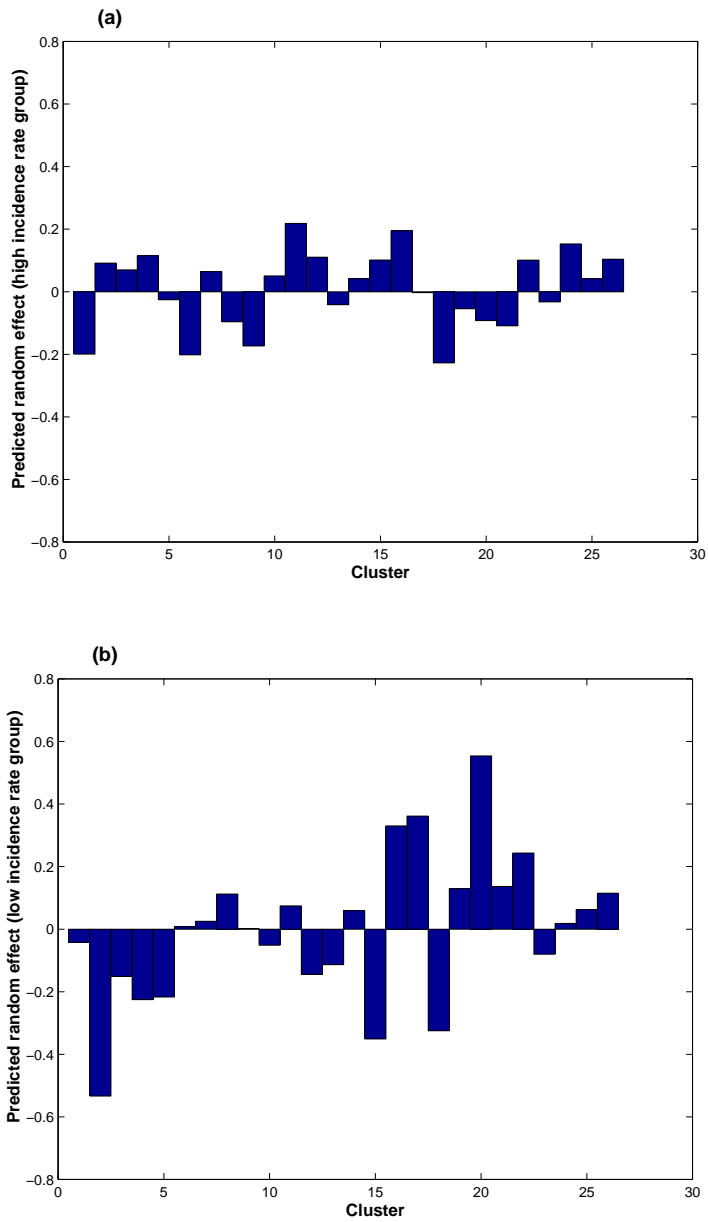 (a)
0.8
0.6
0.4
0.2
0
−0.2
−0.4
−0.6
−0.8
Predicted random effect (high incidence rate group)
0 5 10 15 20 25 30
Cluster
(b)
0.8
0.6
0.4
0.2
0
−0.2
−0.4
−0.6
−0.8
Predicted random effect (low incidence rate group)
0 5 10 15 20 25 30
Cluster